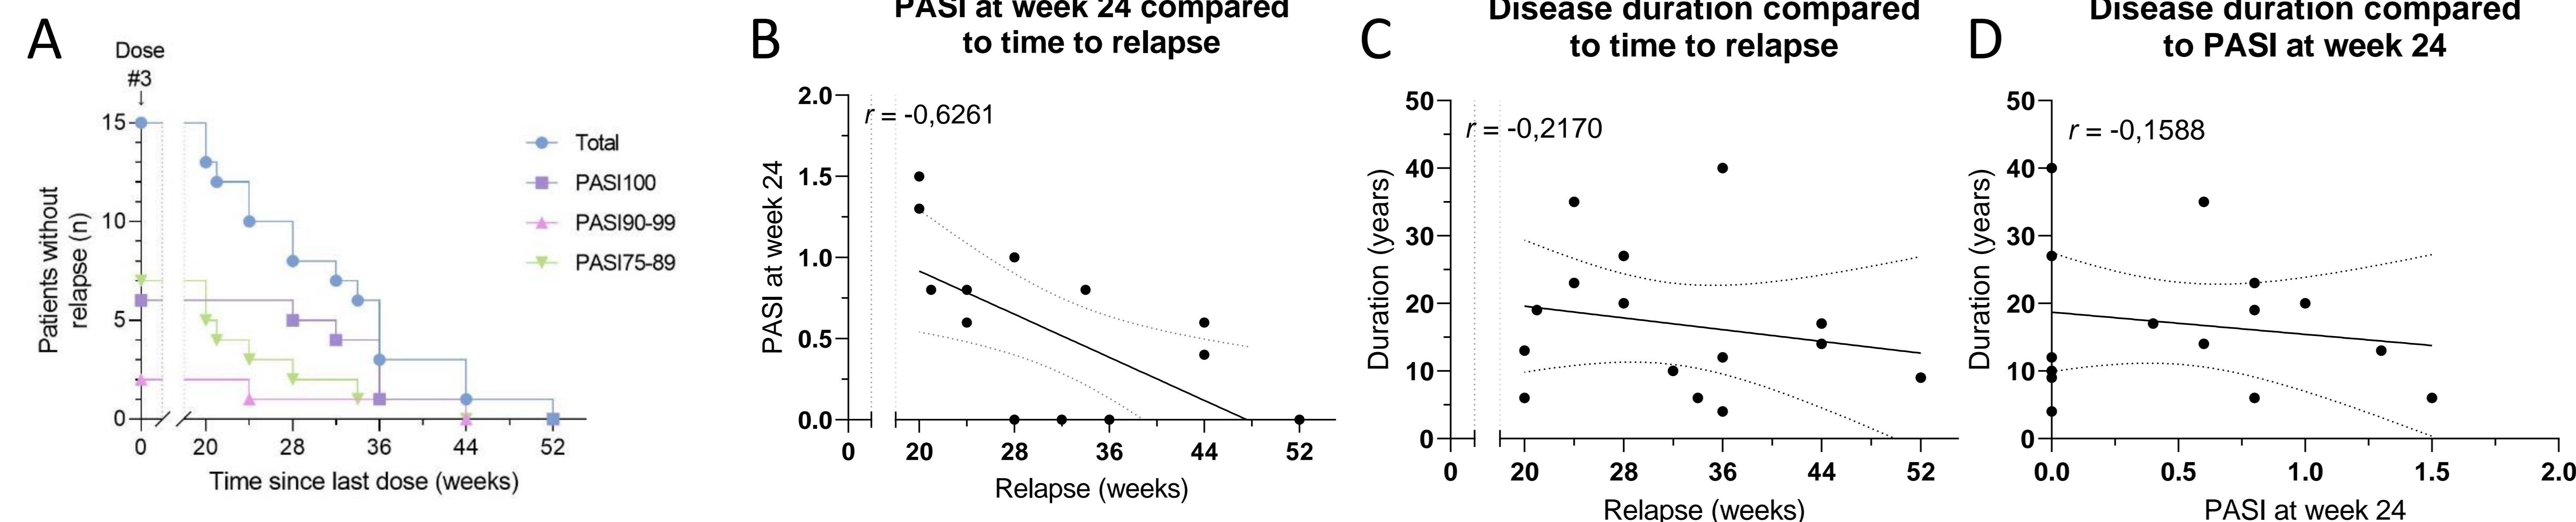 A
Dose
#3
↓
Patients without
relapse (n)
15
10
5
0
0 20 28 36 44 52
Time since last dose (weeks)
Total
PASI100
PASI90-99
PASI75-89
B
PASI at week 24 compared
to time to relapse
r = -0,6261
PASI at week 24
2.0
1.5
1.0
0.5
0.0
0 20 28 36 44 52
Relapse (weeks)
C
Disease duration compared
to time to relapse
r = -0,2170
Duration (years)
50
40
30
20
10
0
0 20 28 36 44 52
Relapse (weeks)
D
Disease duration compared
to PASI at week 24
r = -0,1588
Duration (years)
50
40
30
20
10
0
0.0 0.5 1.0 1.5 2.0
PASI at week 24